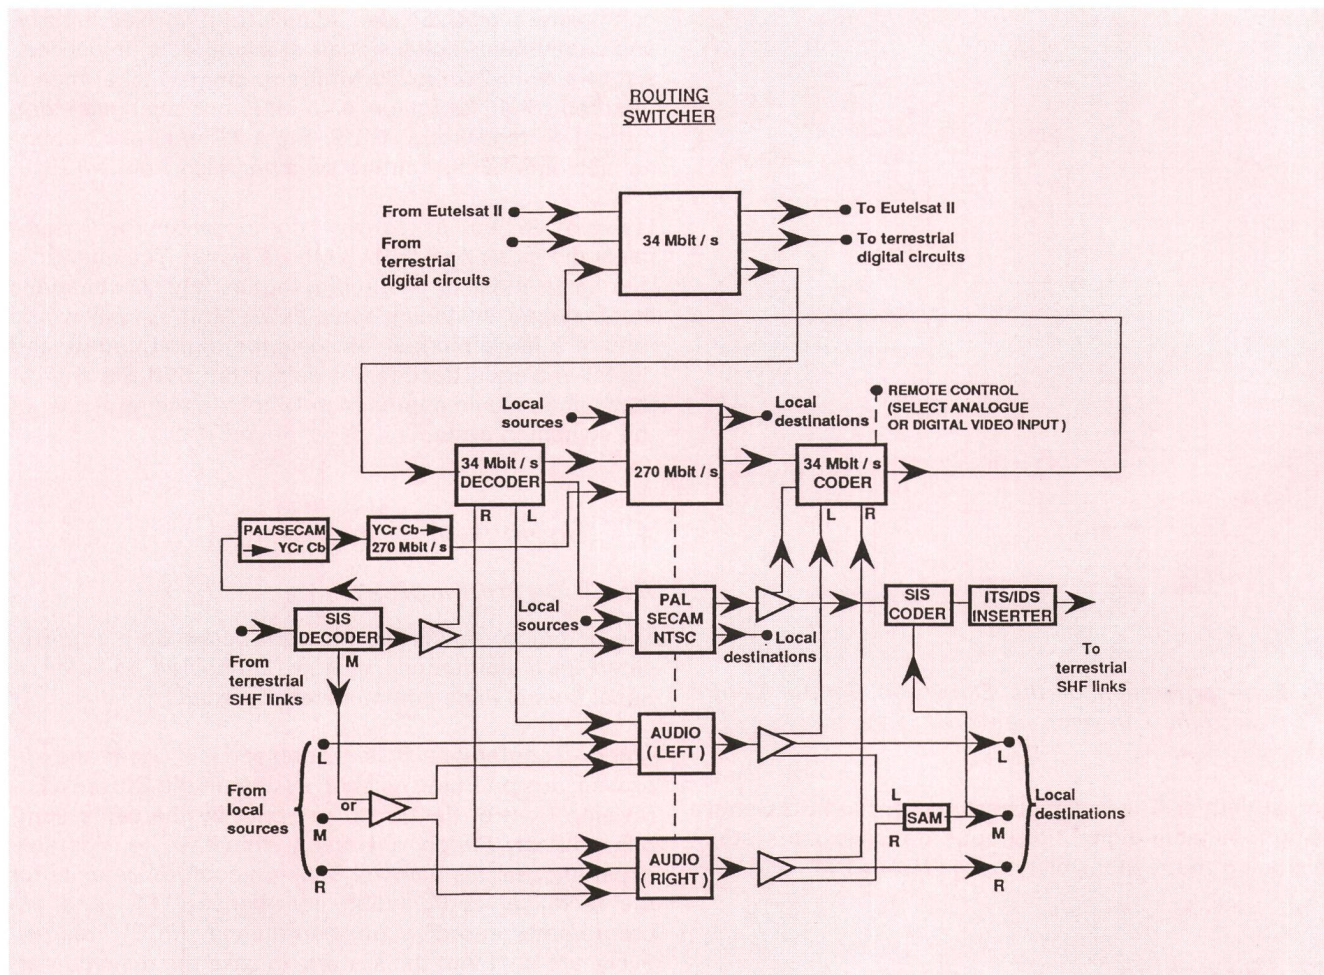 ROUTING
SWITCHER
From Eutelsat II
From
terrestrial
digital circuits
34 Mbit / s
To Eutelsat II
To terrestrial
digital circuits
REMOTE CONTROL
(SELECT ANALOGUE
OR DIGITAL VIDEO INPUT )
Local
sources
270 Mbit / s
Local
destinations
34 Mbit / s
DECODER
R
L
34 Mbit / s
CODER
L
R
PAL/SECAM
YCr Cb
YCr Cb
270 Mbit / s
SIS
DECODER
M
From
terrestrial
SHF links
Local
sources
PAL
SECAM
NTSC
Local
destinations
SIS
CODER
ITS/IDS
INSERTER
To
terrestrial
SHF links
From
local
sources
L
or
M
R
AUDIO
( LEFT )
AUDIO
( RIGHT )
L
R
SAM
L
M
R
Local
destinations